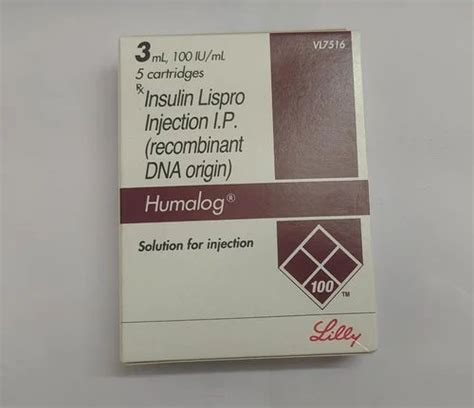 3 mL, 100 IU/mL
VL7516
5 cartridges
℞ Insulin Lispro
Injection I.P.
(recombinant
DNA origin)
Humalog®
Solution for injection
100 ™
Lilly